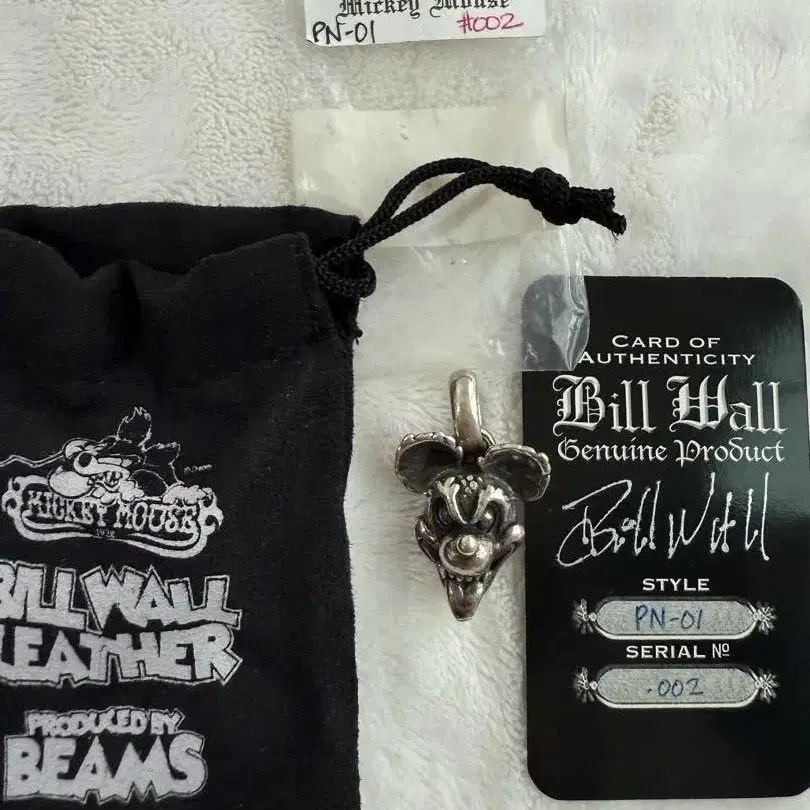 Mickey Mouse
PN-01 #002
MICKEY MOUSE
1928
BILL WALL
LEATHER
PRODUCED BY
BEAMS
CARD OF
AUTHENTICITY
Bill Wall
Genuine Product
Bill Wall
STYLE
PN-01
SERIAL Nº
.002